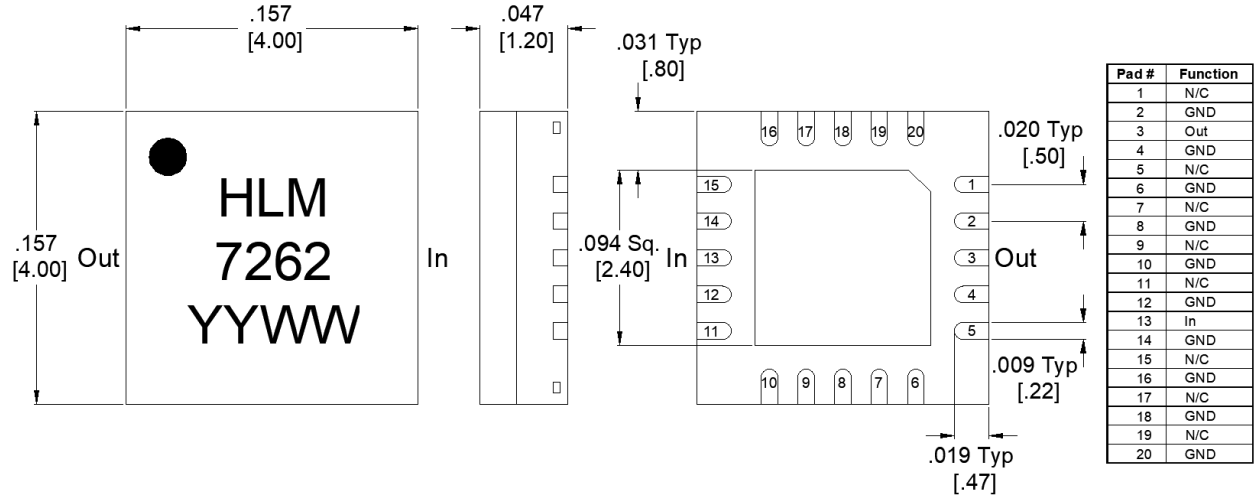 .157
[4.00]
.157
[4.00]
Out
HLM
7262
YYWW
In
.047
[1.20]
.031 Typ
[.80]
16 17 18 19 20
15
14
13
12
11
1
2
3
4
5
10 9 8 7 6
.094 Sq.
[2.40]
In
Out
.020 Typ
[.50]
.009 Typ
[.22]
.019 Typ
[.47]
Pad # Function
1 N/C
2 GND
3 Out
4 GND
5 N/C
6 GND
7 N/C
8 GND
9 N/C
10 GND
11 N/C
12 GND
13 In
14 GND
15 N/C
16 GND
17 N/C
18 GND
19 N/C
20 GND